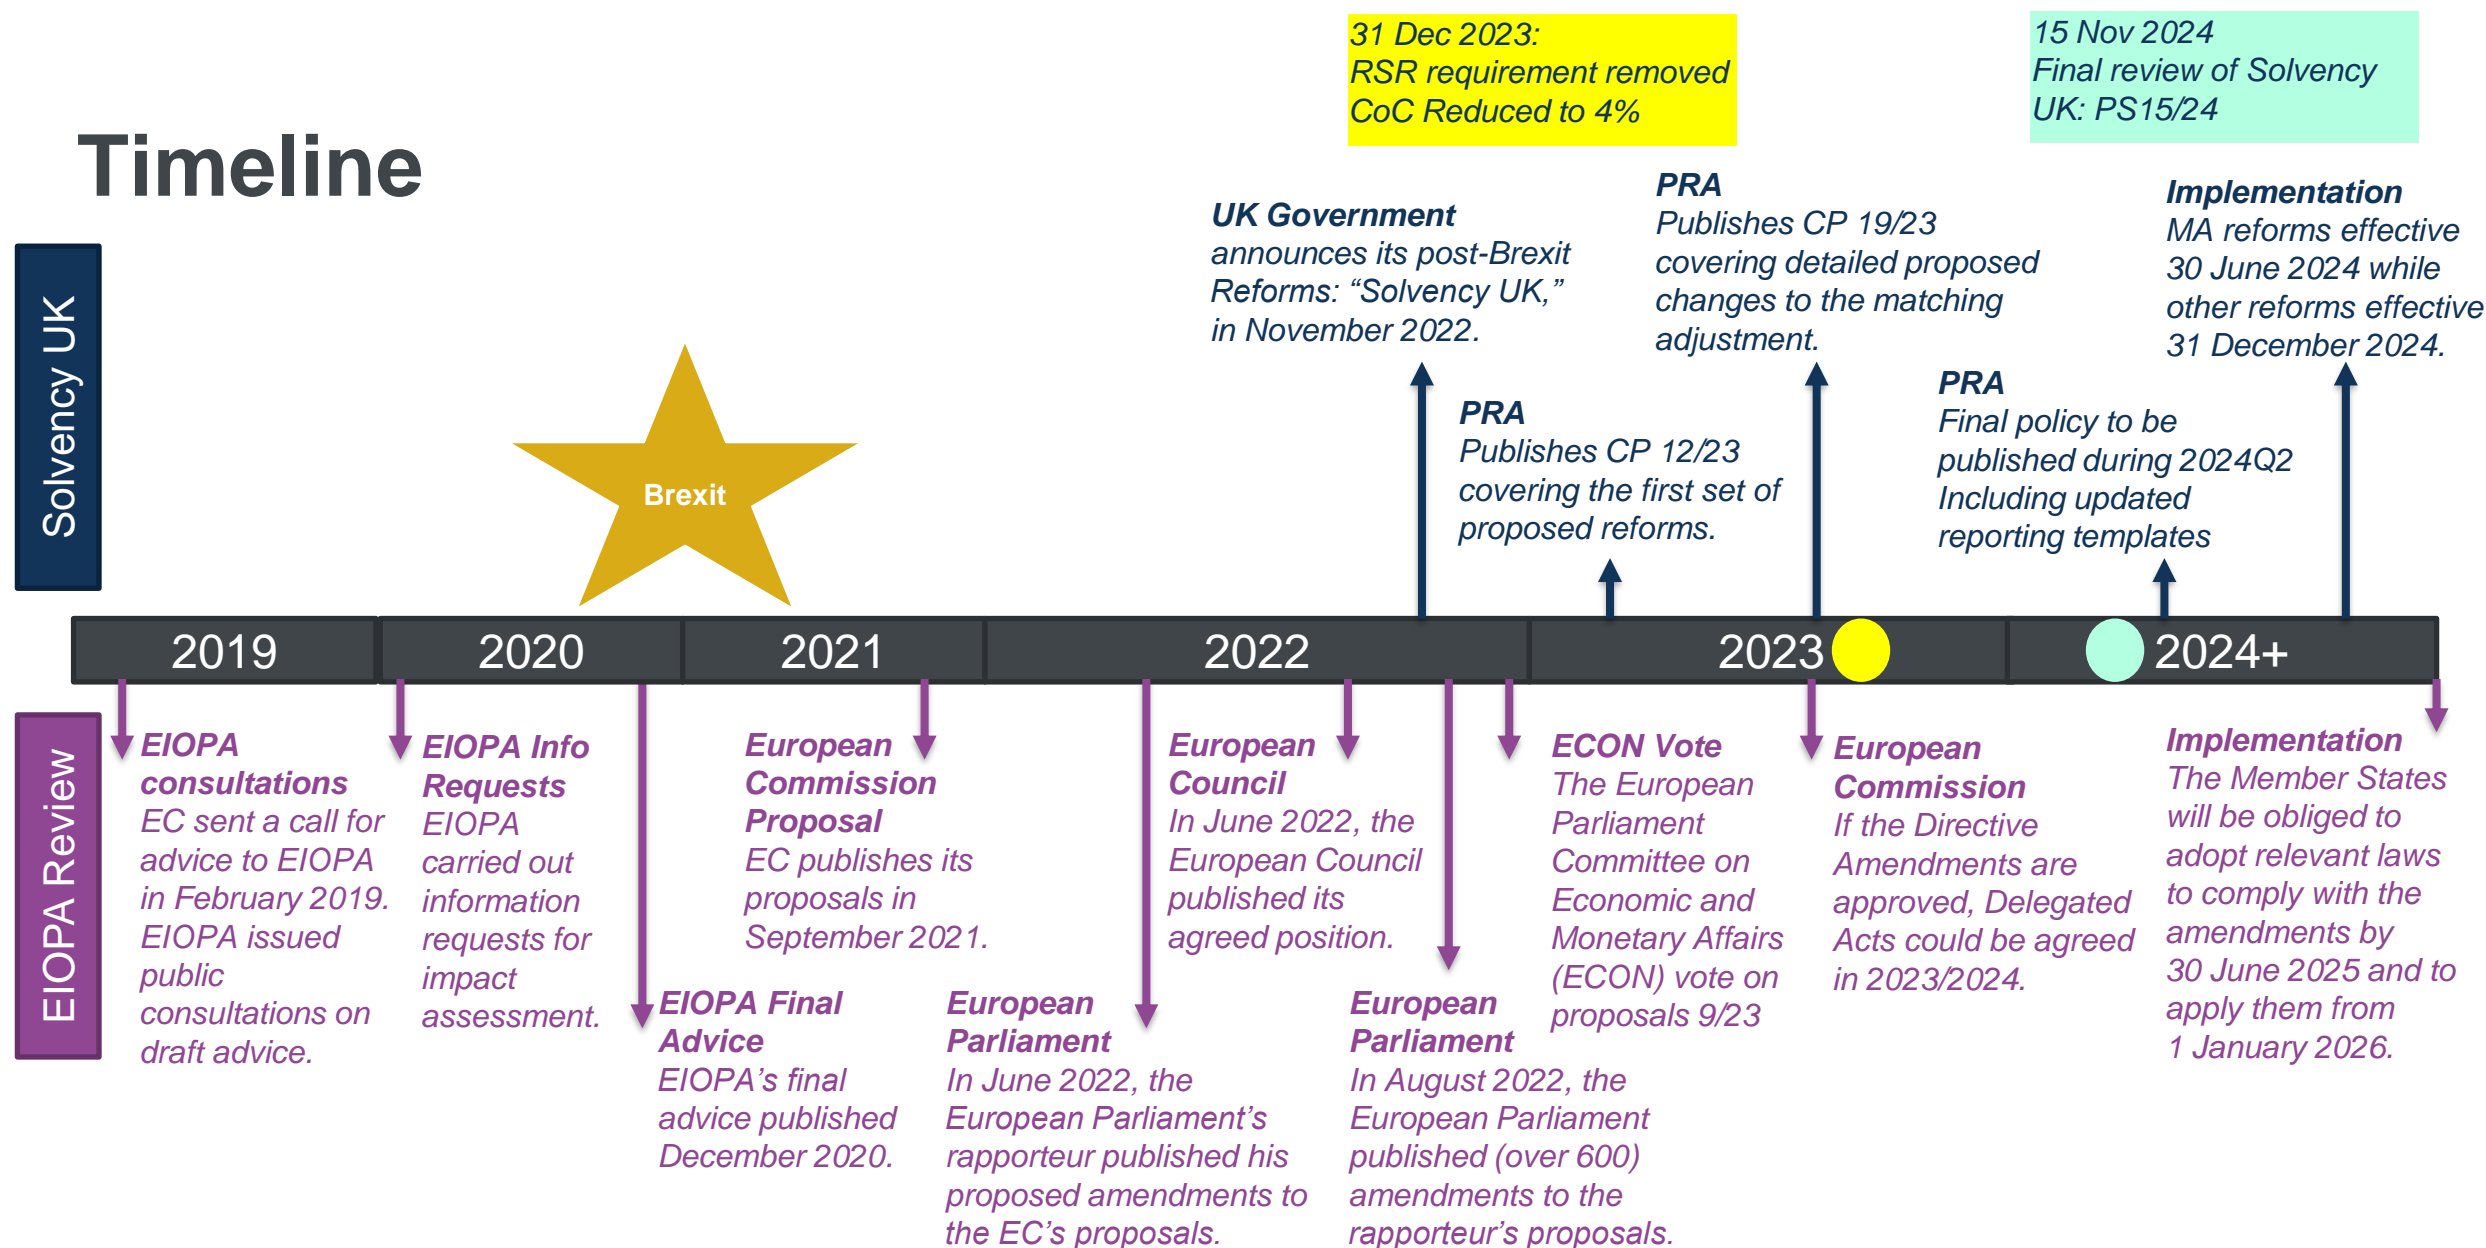 31 Dec 2023:
RSR requirement removed
CoC Reduced to 4%
15 Nov 2024
Final review of Solvency
UK: PS15/24
Timeline
Solvency UK
Brexit
UK Government
announces its post-Brexit
Reforms: “Solvency UK,”
in November 2022.
PRA
Publishes CP 12/23
covering the first set of
proposed reforms.
PRA
Publishes CP 19/23
covering detailed proposed
changes to the matching
adjustment.
PRA
Final policy to be
published during 2024Q2
Including updated
reporting templates
Implementation
MA reforms effective
30 June 2024 while
other reforms effective
31 December 2024.
2019
2020
2021
2022
2023
2024+
EIOPA Review
EIOPA
consultations
EC sent a call for
advice to EIOPA
in February 2019.
EIOPA issued
public
consultations on
draft advice.
EIOPA Info
Requests
EIOPA
carried out
information
requests for
impact
assessment.
EIOPA Final
Advice
EIOPA’s final
advice published
December 2020.
European
Commission
Proposal
EC publishes its
proposals in
September 2021.
European
Parliament
In June 2022, the
European Parliament’s
rapporteur published his
proposed amendments to
the EC’s proposals.
European
Council
In June 2022, the
European Council
published its
agreed position.
European
Parliament
In August 2022, the
European Parliament
published (over 600)
amendments to the
rapporteur’s proposals.
ECON Vote
The European
Parliament
Committee on
Economic and
Monetary Affairs
(ECON) vote on
proposals 9/23
European
Commission
If the Directive
Amendments are
approved, Delegated
Acts could be agreed
in 2023/2024.
Implementation
The Member States
will be obliged to
adopt relevant laws
to comply with the
amendments by
30 June 2025 and to
apply them from
1 January 2026.